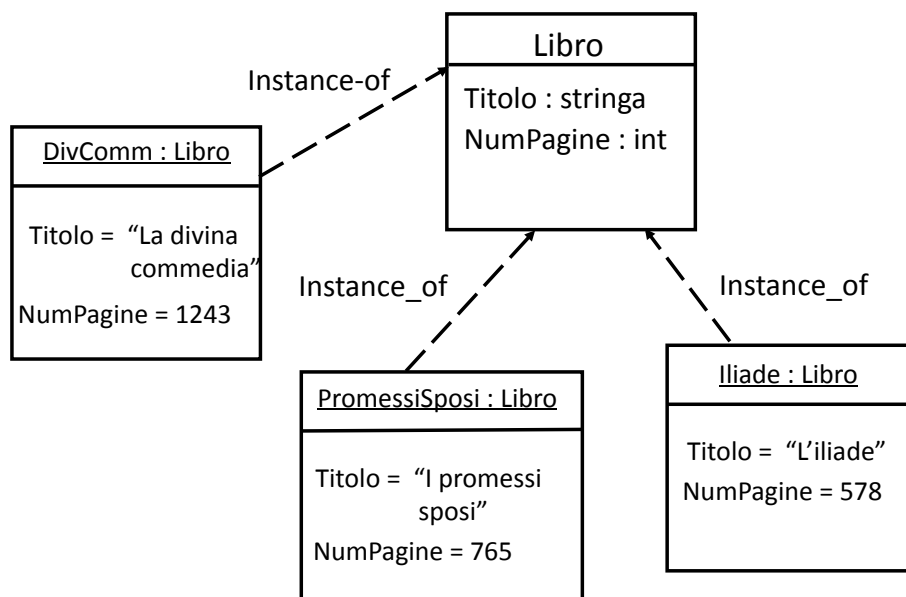 Libro
Titolo : stringa
NumPagine : int
Instance-of
DivComm : Libro
Titolo = “La divina
commedia”
NumPagine = 1243
Instance_of
Instance_of
PromessiSposi : Libro
Titolo = “I promessi
sposi”
NumPagine = 765
Iliade : Libro
Titolo = “L’iliade”
NumPagine = 578